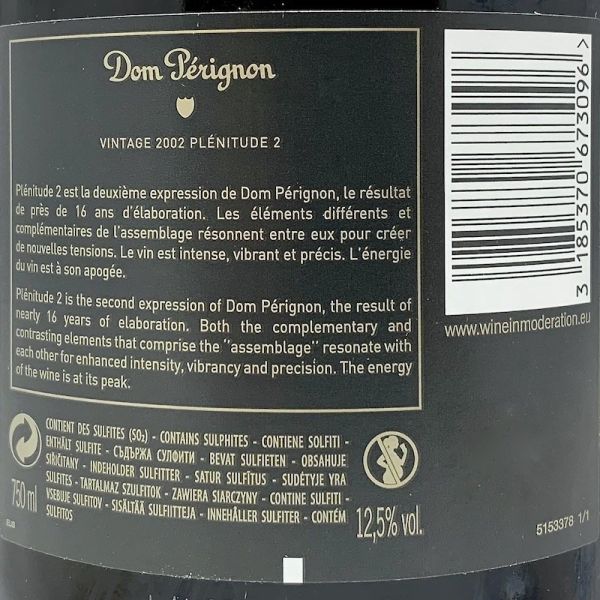 Dom Pérignon
VINTAGE 2002 PLÉNITUDE 2
Plénitude 2 est la deuxième expression de Dom Pérignon, le résultat
de près de 16 ans d'élaboration. Les éléments différents et
complémentaires de l'assemblage résonnent entre eux pour créer
de nouvelles tensions. Le vin est intense, vibrant et précis. L'énergie
du vin est à son apogée.
Plénitude 2 is the second expression of Dom Pérignon, the result of
nearly 16 years of elaboration. Both the complementary and
contrasting elements that comprise the "assemblage" resonate with
each other for enhanced intensity, vibrancy and precision. The energy
of the wine is at its peak.
3 185370 673096 >
www.wineinmoderation.eu
CONTIENT DES SULFITES (SO₂) - CONTAINS SULPHITES - CONTIENE SOLFITI -
ENTHÄLT SULFITE - СЪДЪРЖА СУЛФИТИ - BEVAT SULFIETEN - OBSAHUJE
SIŘIČITANY - INDEHOLDER SULFITTER - SATUR SULFĪTUS - SUDĖTYJE YRA
SULFITES - TARTALMAZ SZULFITOK - ZAWIERA SIARCZYNY - CONTINE SULFITI -
VSEBUJE SULFITOV - SISÄLTÄÄ SULFIITTEJA - INNEHÅLLER SULFITER - CONTÉM
SULFITOS
750 ml
12,5% vol.
5153378 1/1